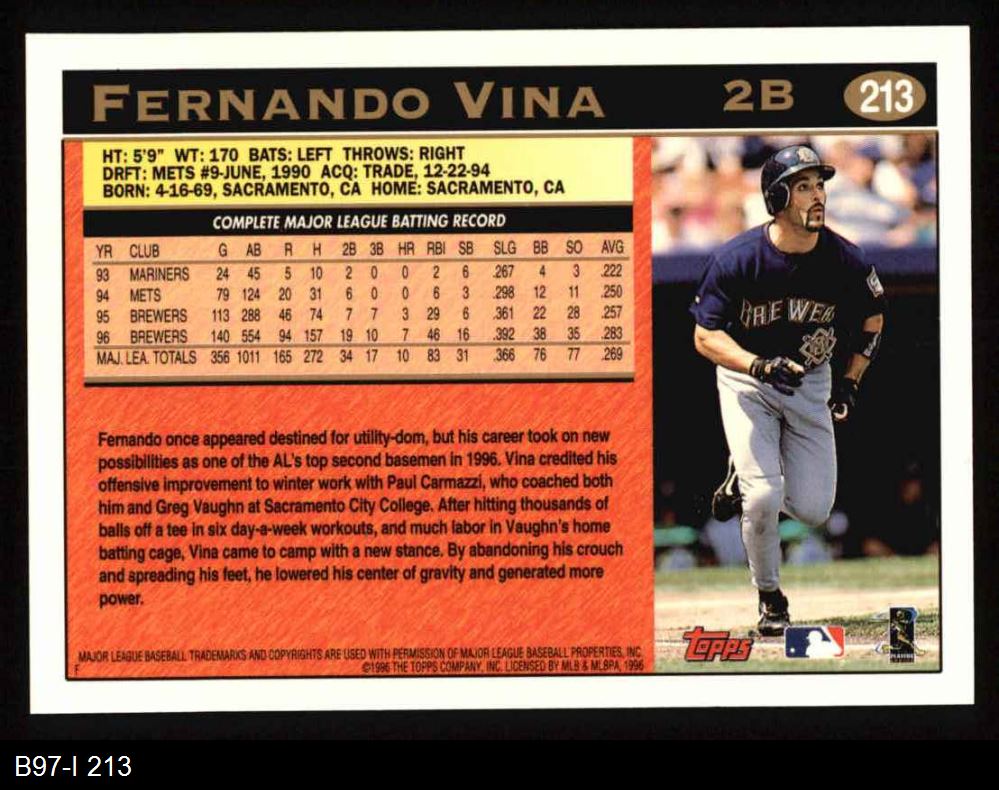 FERNANDO VINA 2B 213
HT: 5'9" WT: 170 BATS: LEFT THROWS: RIGHT
DRFT: METS #9-JUNE, 1990 ACQ: TRADE, 12-22-94
BORN: 4-16-69, SACRAMENTO, CA HOME: SACRAMENTO, CA
COMPLETE MAJOR LEAGUE BATTING RECORD
YR CLUB G AB R H 2B 3B HR RBI SB SLG BB SO AVG
93 MARINERS 24 45 5 10 2 0 0 2 6 .267 4 3 .222
94 METS 79 124 20 31 6 0 0 6 3 .298 12 11 .250
95 BREWERS 113 288 46 74 7 7 3 29 6 .361 22 28 .257
96 BREWERS 140 554 94 157 19 10 7 46 16 .392 38 35 .283
MAJ. LEA. TOTALS 356 1011 165 272 34 17 10 83 31 .366 76 77 .269
Fernando once appeared destined for utility-dom, but his career took on new
possibilities as one of the AL's top second basemen in 1996. Vina credited his
offensive improvement to winter work with Paul Carmazzi, who coached both
him and Greg Vaughn at Sacramento City College. After hitting thousands of
balls off a tee in six day-a-week workouts, and much labor in Vaughn's home
batting cage, Vina came to camp with a new stance. By abandoning his crouch
and spreading his feet, he lowered his center of gravity and generated more
power.
BREWER
TOPPS
MAJOR LEAGUE BASEBALL TRADEMARKS AND COPYRIGHTS ARE USED WITH PERMISSION OF MAJOR LEAGUE BASEBALL PROPERTIES, INC.
F ©1996 THE TOPPS COMPANY, INC. LICENSED BY MLB & MLBPA, 1996
B97-I 213